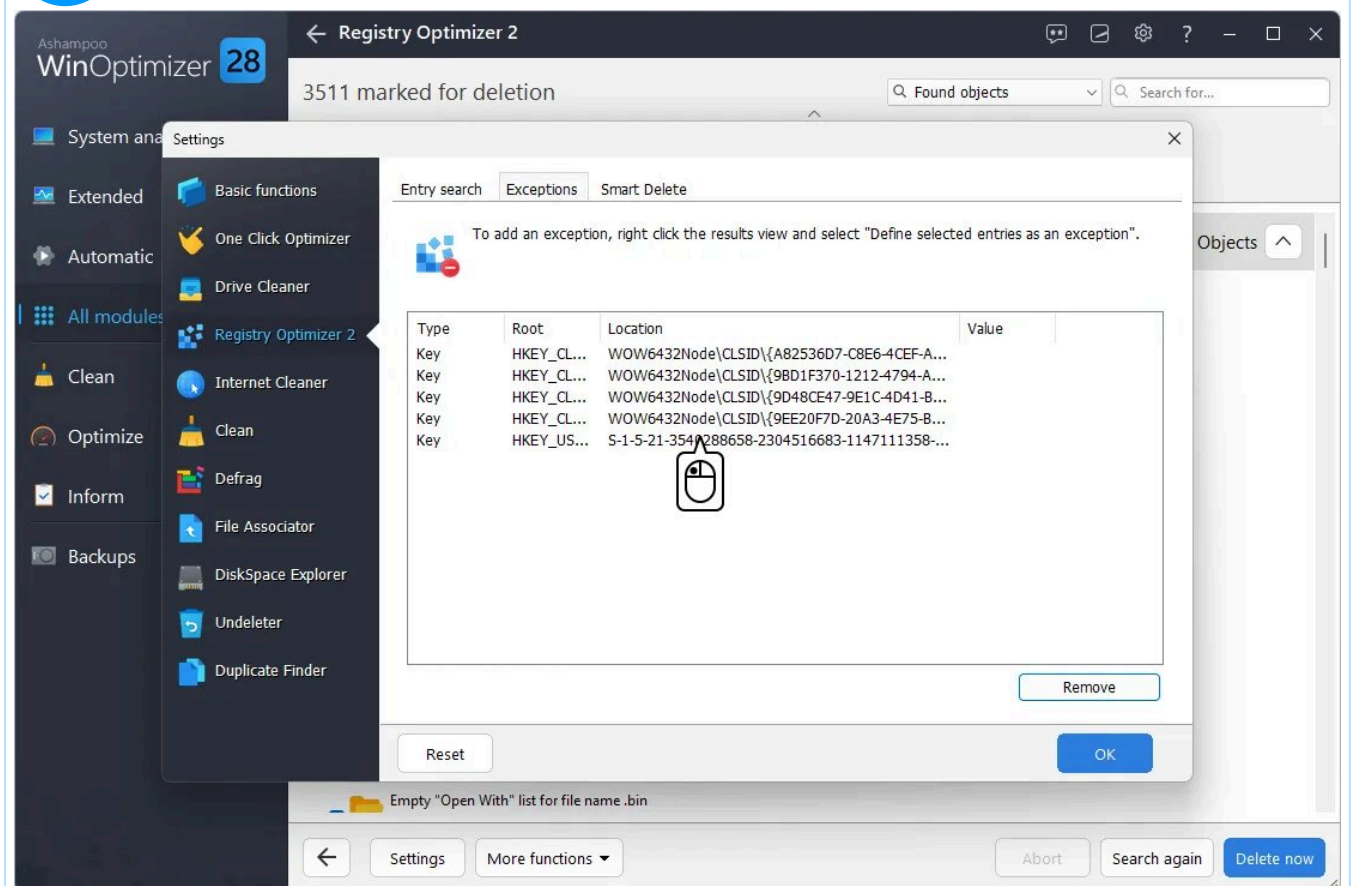 Ashampoo
WinOptimizer 28
Registry Optimizer 2
?
3511 marked for deletion
Found objects
Search for...
System ana
Extended
Automatic
All modules
Clean
Optimize
Inform
Backups
Settings
Basic functions
One Click Optimizer
Drive Cleaner
Registry Optimizer 2
Internet Cleaner
Clean
Defrag
File Associator
DiskSpace Explorer
Undeleter
Duplicate Finder
Entry search Exceptions Smart Delete
To add an exception, right click the results view and select "Define selected entries as an exception".
Type Root Location Value
Key HKEY_CL... WOW6432Node\CLSID\{A82536D7-C8E6-4CEF-A...
Key HKEY_CL... WOW6432Node\CLSID\{9BD1F370-1212-4794-A...
Key HKEY_CL... WOW6432Node\CLSID\{9D48CE47-9E1C-4D41-B...
Key HKEY_CL... WOW6432Node\CLSID\{9EE20F7D-20A3-4E75-B...
Key HKEY_US...
Remove
Reset
OK
Objects
Empty "Open With" list for file name .bin
Settings
More functions
Abort
Search again
Delete now